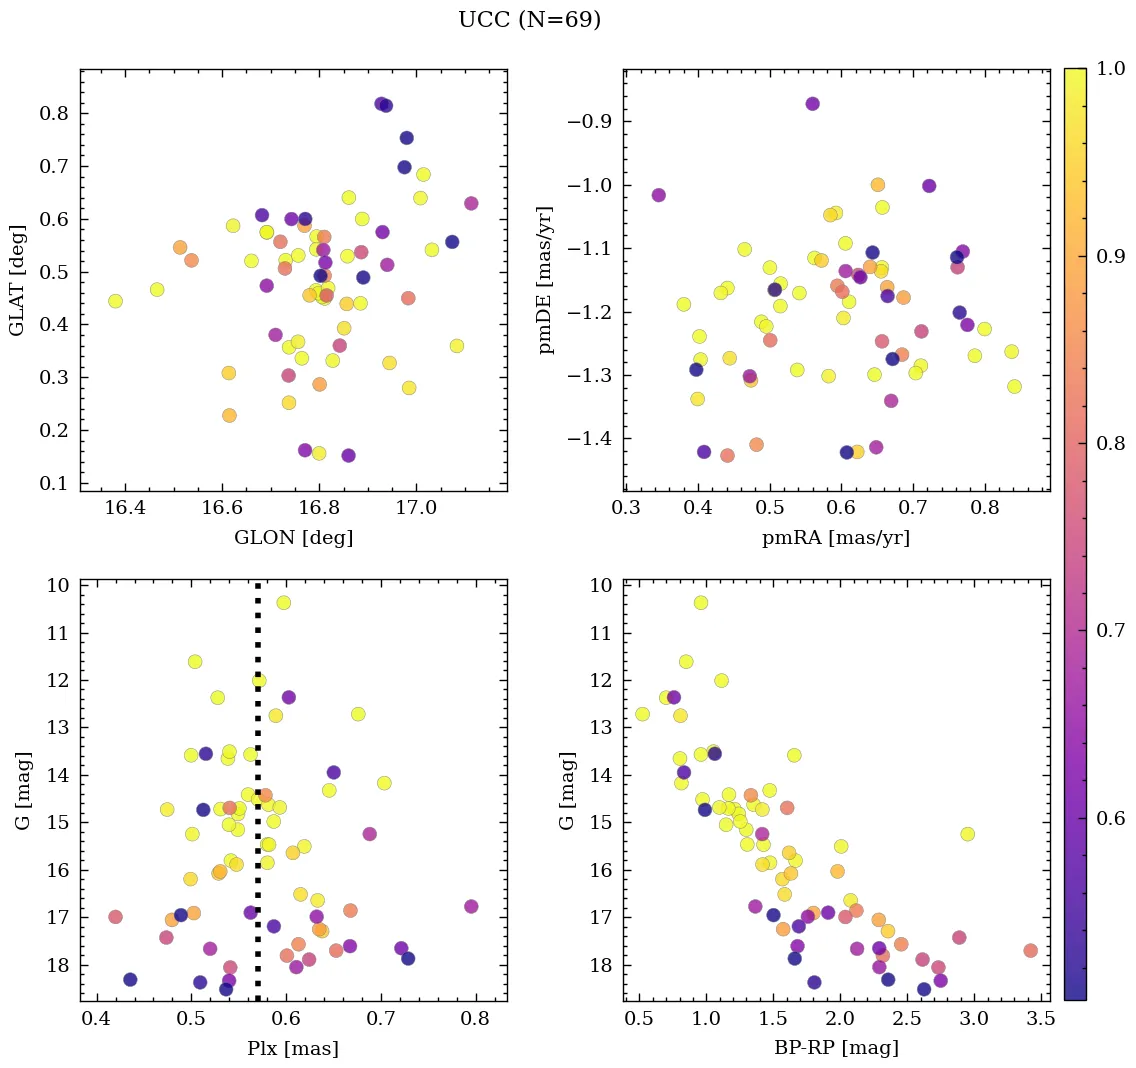 UCC (N=69)
0.8
0.7
0.6
0.5
0.4
0.3
0.2
0.1
GLAT [deg]
16.4 16.6 16.8 17.0
GLON [deg]
−0.9
−1.0
−1.1
−1.2
−1.3
−1.4
pmDE [mas/yr]
0.3 0.4 0.5 0.6 0.7 0.8
pmRA [mas/yr]
1.0
0.9
0.8
0.7
0.6
10
11
12
13
14
15
16
17
18
G [mag]
0.4 0.5 0.6 0.7 0.8
Plx [mas]
10
11
12
13
14
15
16
17
18
G [mag]
0.5 1.0 1.5 2.0 2.5 3.0 3.5
BP-RP [mag]